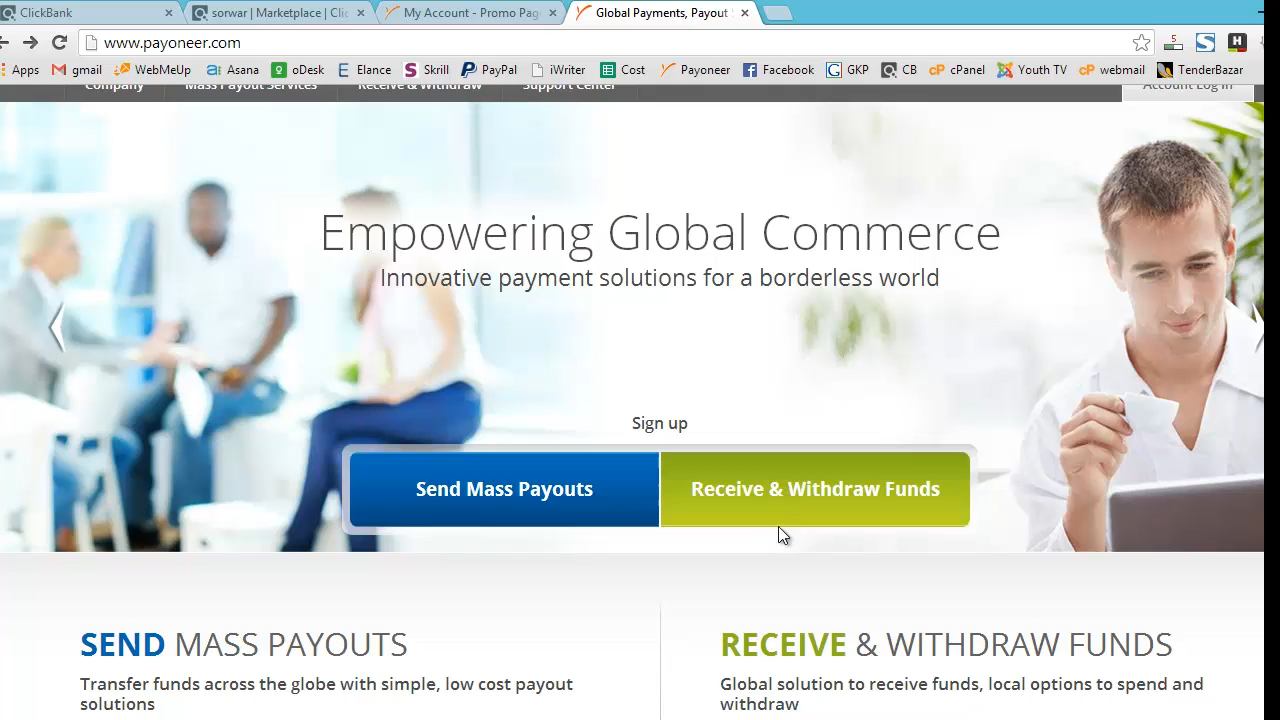 ClickBank
sorwar | Marketplace | Clic
My Account - Promo Pag
Global Payments, Payout
www.payoneer.com
5
S
H
Apps
gmail
WebMeUp
Asana
oDesk
Elance
Skrill
PayPal
iWriter
Cost
Payoneer
Facebook
GKP
CB
cPanel
Youth TV
webmail
TenderBazar
Company
Mass Payout Services
Receive & Withdraw
Support Center
Account Log In
Empowering Global Commerce
Innovative payment solutions for a borderless world
Sign up
Send Mass Payouts
Receive & Withdraw Funds
SEND MASS PAYOUTS
Transfer funds across the globe with simple, low cost payout
solutions
RECEIVE & WITHDRAW FUNDS
Global solution to receive funds, local options to spend and
withdraw